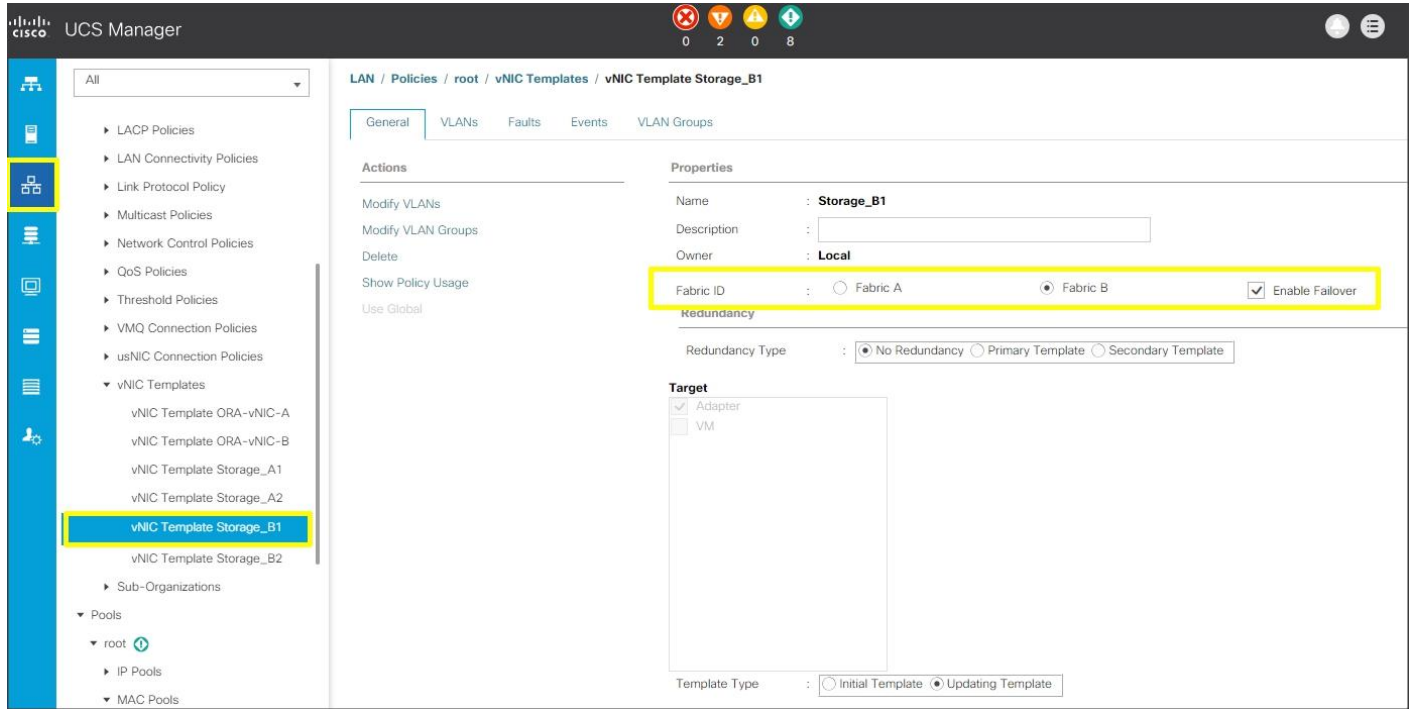 CISCO UCS Manager
0 2 0 8
All
LAN / Policies / root / vNIC Templates / vNIC Template Storage_B1
General VLANs Faults Events VLAN Groups
LACP Policies
LAN Connectivity Policies
Link Protocol Policy
Multicast Policies
Network Control Policies
QoS Policies
Threshold Policies
VMQ Connection Policies
usNIC Connection Policies
vNIC Templates
vNIC Template ORA-vNIC-A
vNIC Template ORA-vNIC-B
vNIC Template Storage_A1
vNIC Template Storage_A2
vNIC Template Storage_B1
vNIC Template Storage_B2
Sub-Organizations
Pools
root
IP Pools
MAC Pools
Actions
Modify VLANs
Modify VLAN Groups
Delete
Show Policy Usage
Use Global
Properties
Name : Storage_B1
Description :
Owner : Local
Fabric ID : Fabric A Fabric B Enable Failover
Redundancy
Redundancy Type : No Redundancy Primary Template Secondary Template
Target
Adapter
VM
Template Type : Initial Template Updating Template